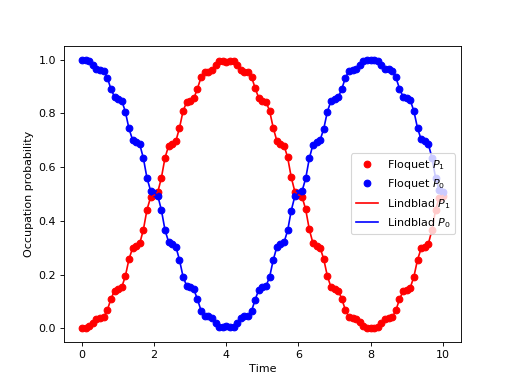 1.0
0.8
0.6
0.4
0.2
0.0
Occupation probability
Floquet P₁
Floquet P₀
Lindblad P₁
Lindblad P₀
0 2 4 6 8 10
Time